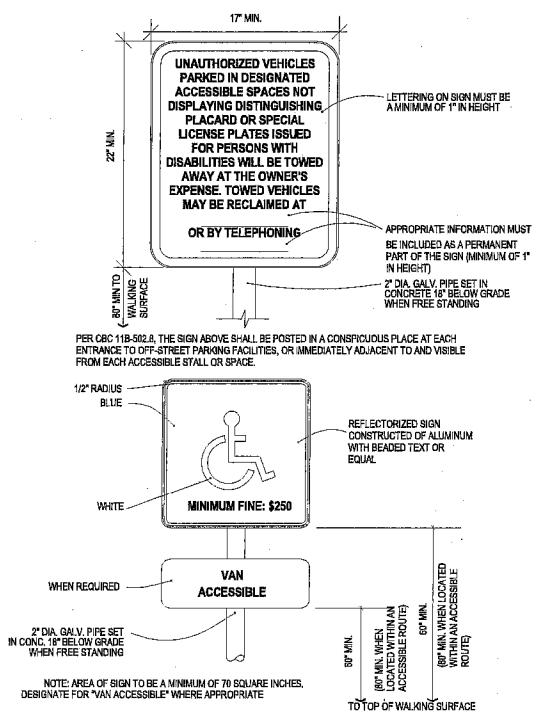 17" MIN.
22" MIN.
80" MIN TO
WALKING
SURFACE
UNAUTHORIZED VEHICLES
PARKED IN DESIGNATED
ACCESSIBLE SPACES NOT
DISPLAYING DISTINGUISHING
PLACARD OR SPECIAL
LICENSE PLATES ISSUED
FOR PERSONS WITH
DISABILITIES WILL BE TOWED
AWAY AT THE OWNER'S
EXPENSE. TOWED VEHICLES
MAY BE RECLAIMED AT
OR BY TELEPHONING
LETTERING ON SIGN MUST BE
A MINIMUM OF 1" IN HEIGHT
APPROPRIATE INFORMATION MUST
BE INCLUDED AS A PERMANENT
PART OF THE SIGN (MINIMUM OF 1"
IN HEIGHT)
2" DIA. GALV. PIPE SET IN
CONCRETE 18" BELOW GRADE
WHEN FREE STANDING
PER CBC 11B-502.8, THE SIGN ABOVE SHALL BE POSTED IN A CONSPICUOUS PLACE AT EACH
ENTRANCE TO OFF-STREET PARKING FACILITIES, OR IMMEDIATELY ADJACENT TO AND VISIBLE
FROM EACH ACCESSIBLE STALL OR SPACE.
1/2" RADIUS
BLUE
WHITE
MINIMUM FINE: $250
REFLECTORIZED SIGN
CONSTRUCTED OF ALUMINUM
WITH BEADED TEXT OR
EQUAL
WHEN REQUIRED
VAN
ACCESSIBLE
2" DIA. GALV. PIPE SET
IN CONC. 18" BELOW GRADE
WHEN FREE STANDING
60" MIN.
(80" MIN. WHEN
LOCATED WITHIN AN
ACCESSIBLE ROUTE)
60" MIN.
(80" MIN. WHEN LOCATED
WITHIN AN ACCESSIBLE
ROUTE)
NOTE: AREA OF SIGN TO BE A MINIMUM OF 70 SQUARE INCHES,
DESIGNATE FOR "VAN ACCESSIBLE" WHERE APPROPRIATE
TO TOP OF WALKING SURFACE